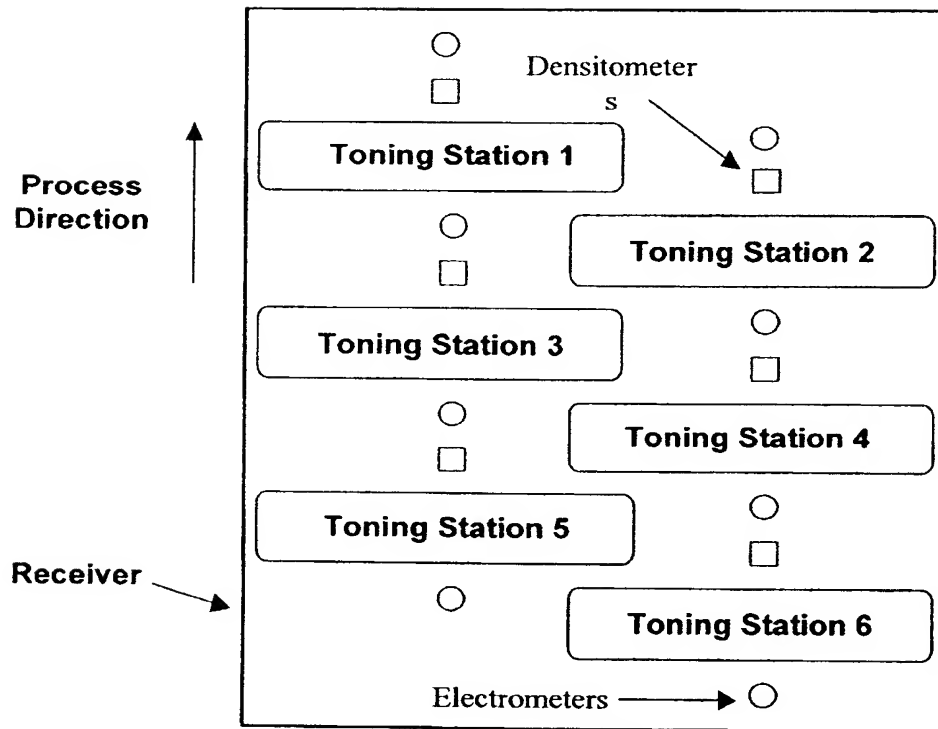 Densitometer
s
Toning Station 1
Process
Direction
Toning Station 2
Toning Station 3
Toning Station 4
Toning Station 5
Receiver
Toning Station 6
Electrometers